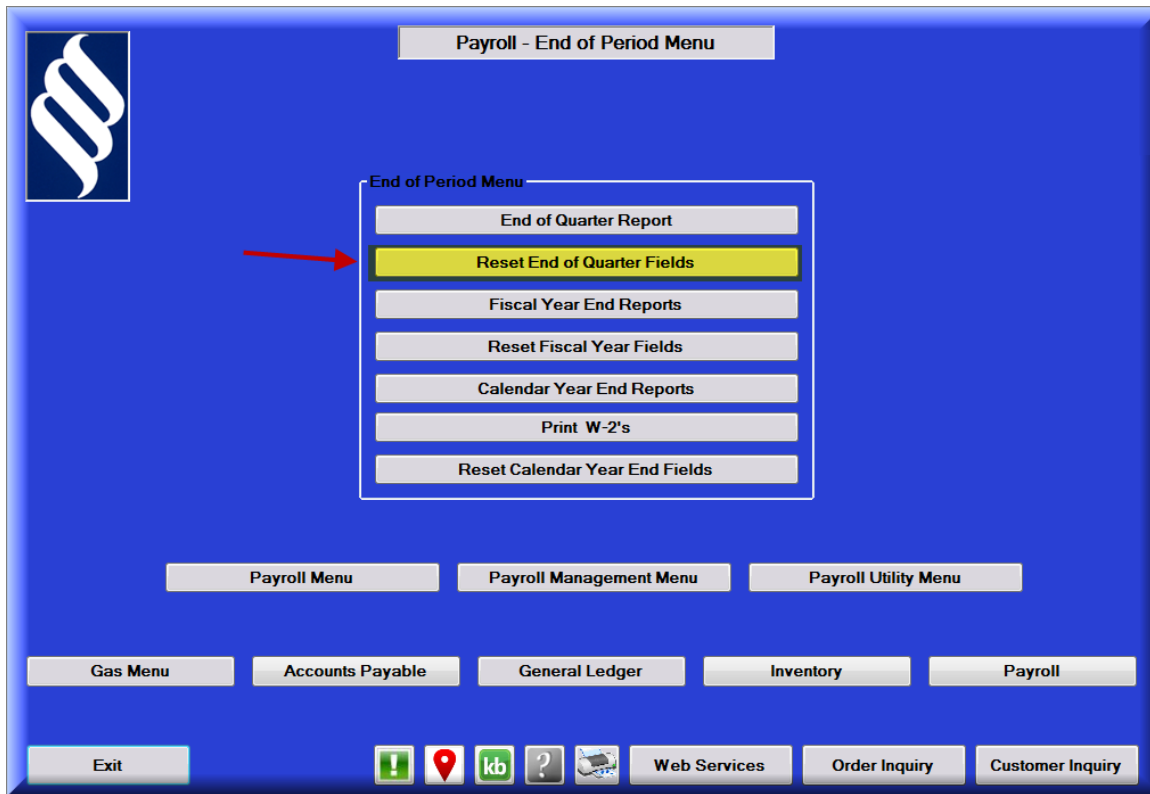 Payroll - End of Period Menu
End of Period Menu
End of Quarter Report
Reset End of Quarter Fields
Fiscal Year End Reports
Reset Fiscal Year Fields
Calendar Year End Reports
Print W-2's
Reset Calendar Year End Fields
Payroll Menu
Payroll Management Menu
Payroll Utility Menu
Gas Menu
Accounts Payable
General Ledger
Inventory
Payroll
Exit
!
kb
?
Web Services
Order Inquiry
Customer Inquiry